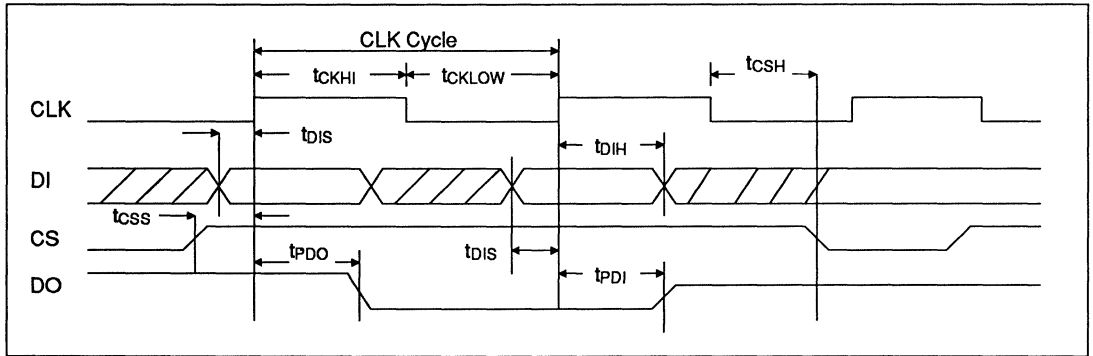 CLK Cycle
tCKHI tCKLOW tCSH
CLK
tDIS tDIH
DI
tCSS
CS
tPDO tDIS tPDI
DO